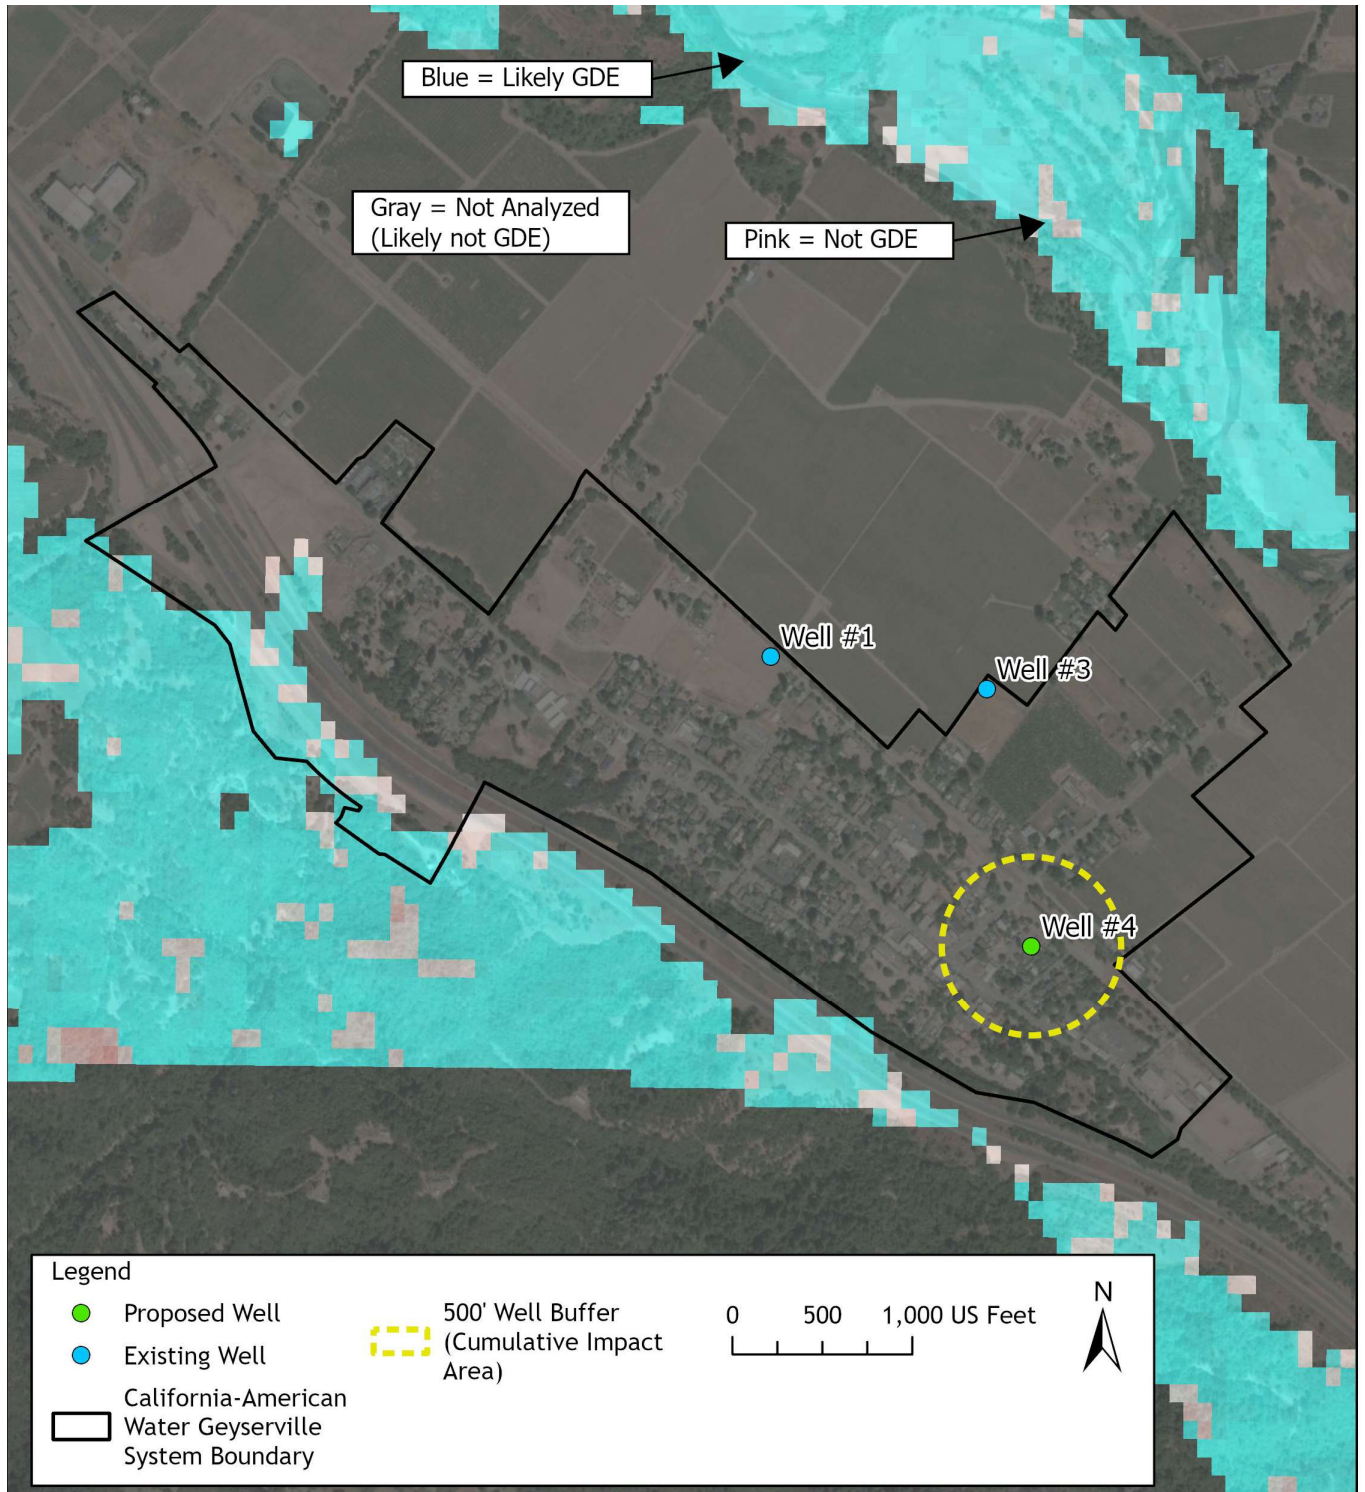 Blue = Likely GDE
Gray = Not Analyzed
(Likely not GDE)
Pink = Not GDE
Well #1
Well #3
Well #4
Legend
Proposed Well
Existing Well
California-American
Water Geyserville
System Boundary
500' Well Buffer
(Cumulative Impact
Area)
0 500 1,000 US Feet
N